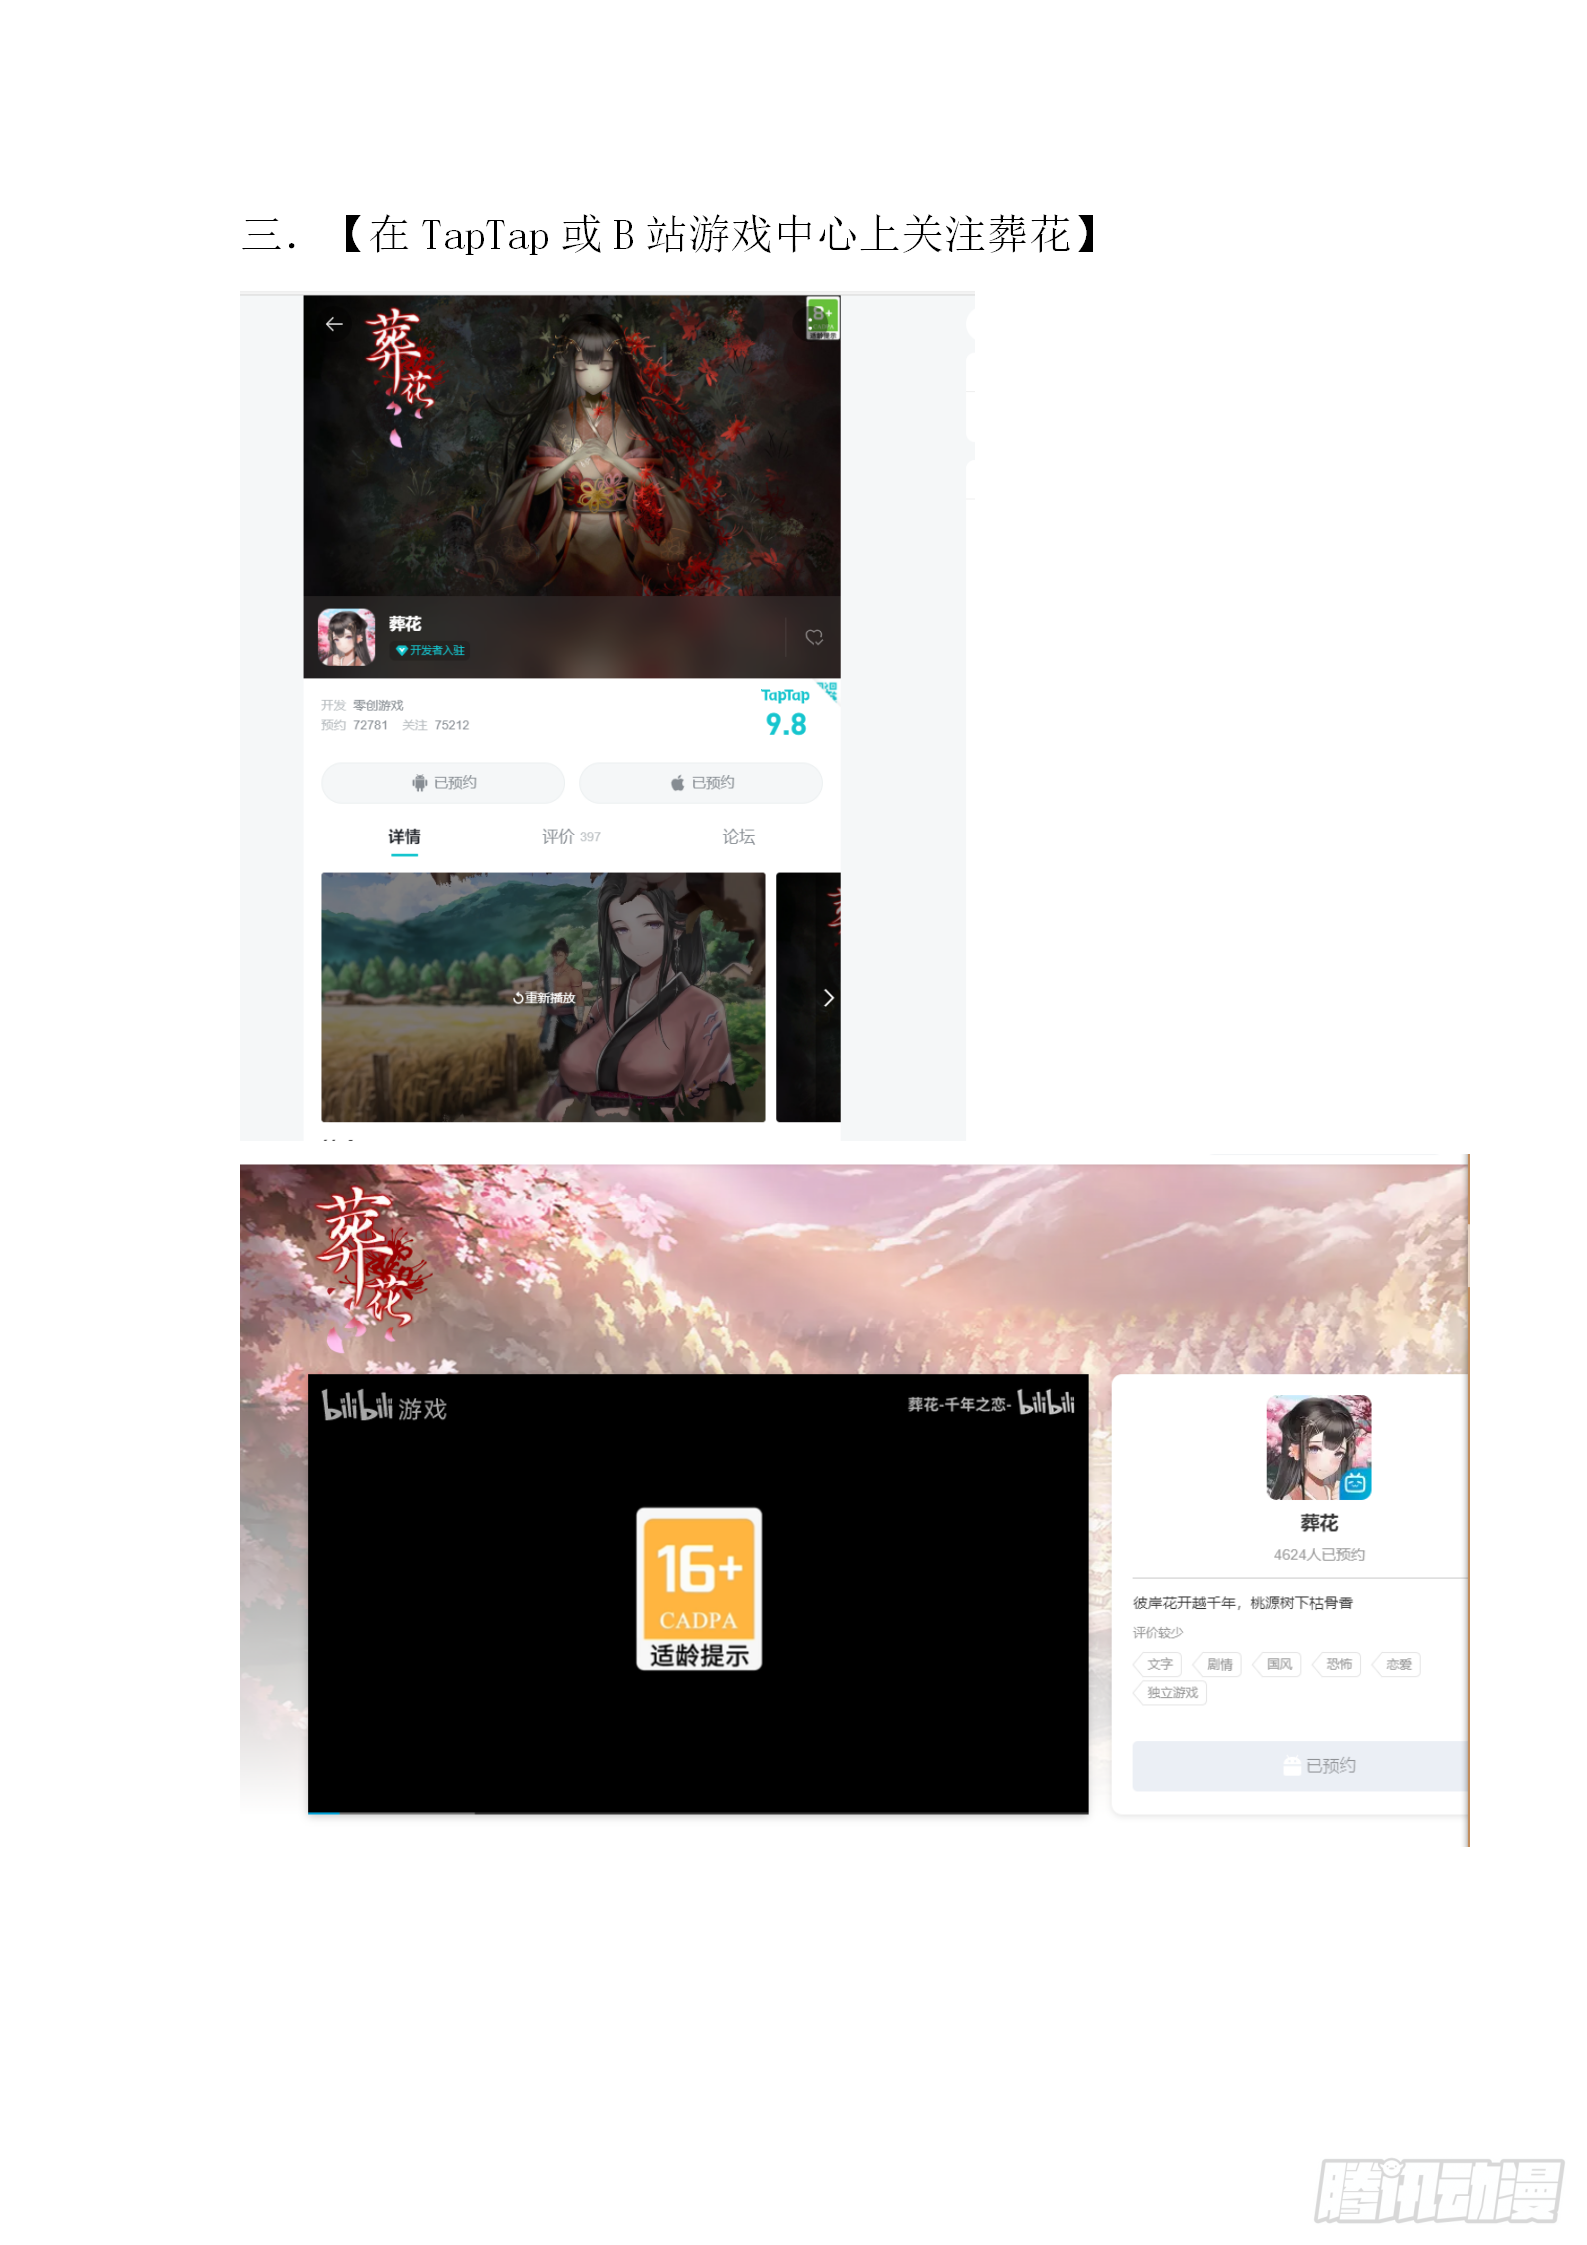 三．【在 TapTap 或 B 站游戏中心上关注葬花】
葬花
8+
CADPA
适龄提示
葬花
开发者入驻
开发 零创游戏
TapTap
预约 72781 关注 75212
9.8
已预约 已预约
详情 评价 397 论坛
重新播放
葬花
bilibili 游戏
葬花-千年之恋- bilibili
16+
CADPA
适龄提示
葬花
4624人已预约
彼岸花开越千年，桃源树下枯骨香
评价较少
文字 剧情 国风 恐怖 恋爱
独立游戏
已预约
腾讯动漫